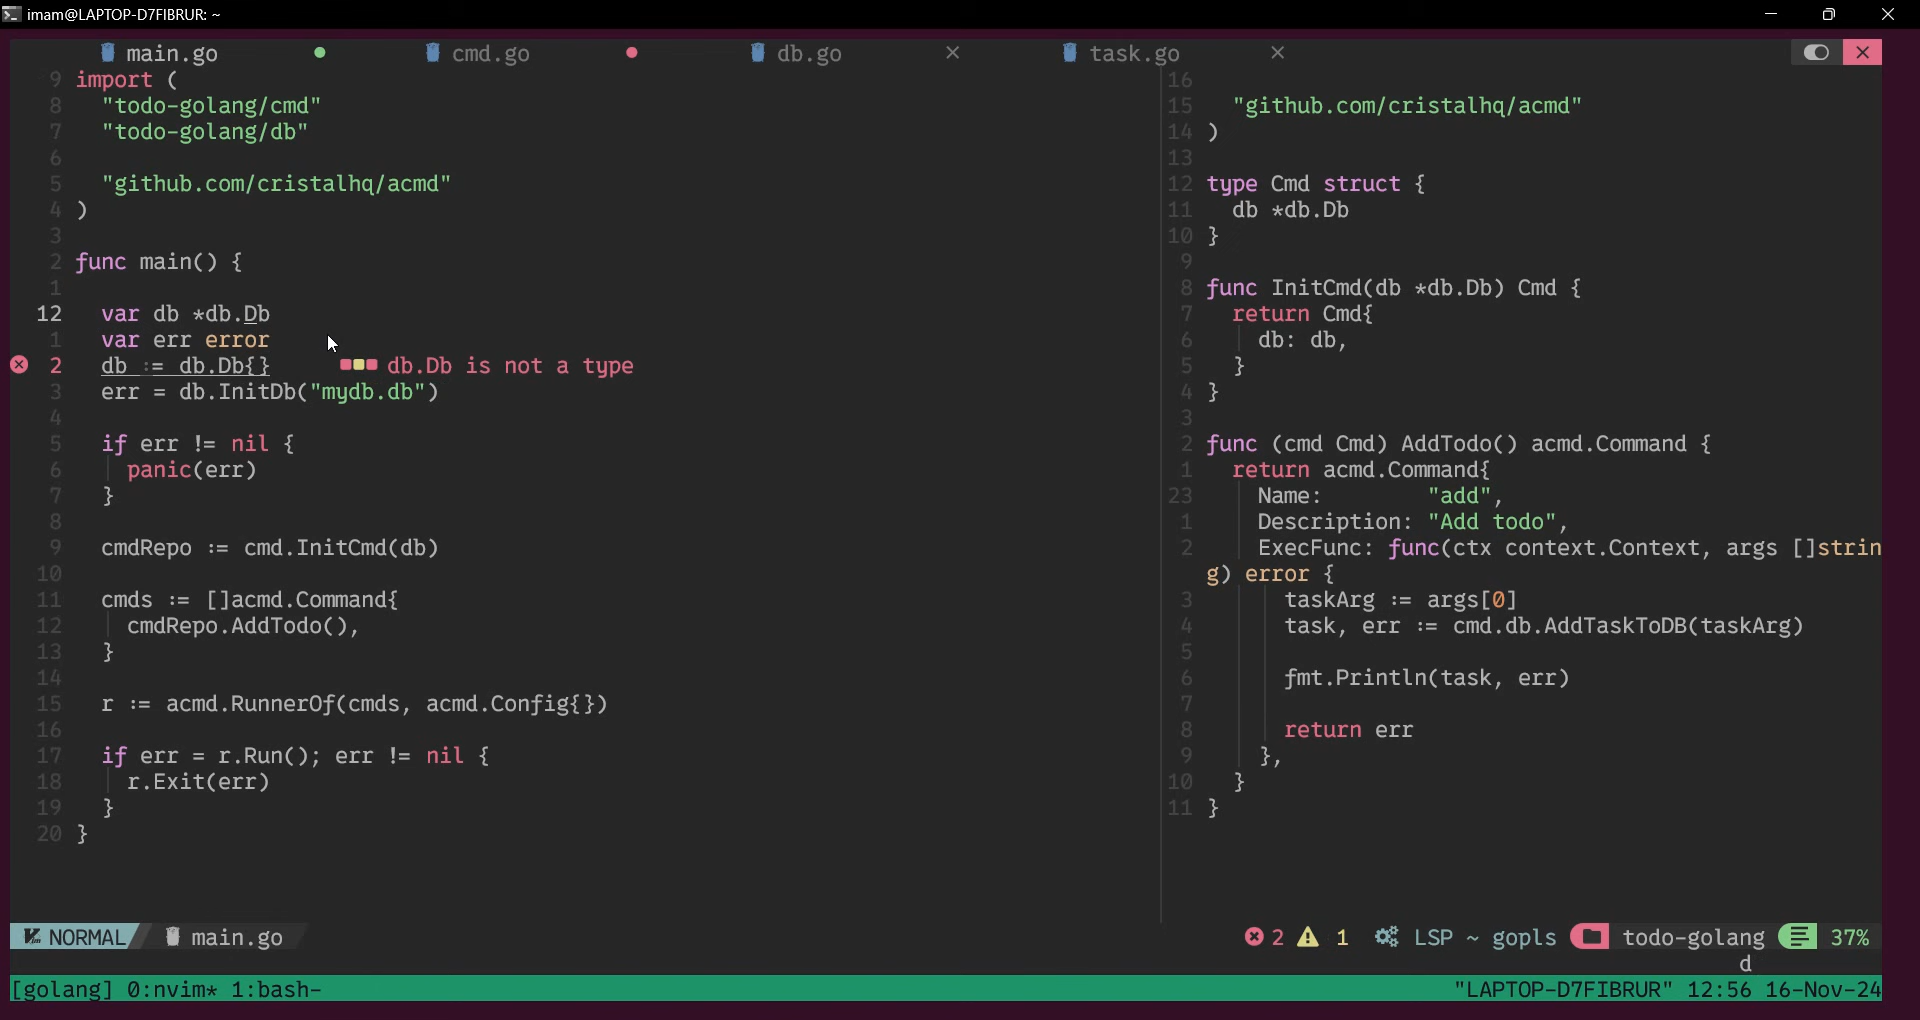 imam@LAPTOP-D7FIBRUR: ~
main.go cmd.go db.go task.go
9 import (
8 "todo-golang/cmd"
7 "todo-golang/db"
6
5 "github.com/cristalhq/acmd"
4 )
3
2 func main() {
1
12 var db *db.Db
1 var err error
2 db := db.Db{} db.Db is not a type
3 err = db.InitDb("mydb.db")
4
5 if err != nil {
6 panic(err)
7 }
8
9 cmdRepo := cmd.InitCmd(db)
10
11 cmds := []acmd.Command{
12 cmdRepo.AddTodo(),
13 }
14
15 r := acmd.RunnerOf(cmds, acmd.Config{})
16
17 if err = r.Run(); err != nil {
18 r.Exit(err)
19 }
20 }
16
15 "github.com/cristalhq/acmd"
14 )
13
12 type Cmd struct {
11 db *db.Db
10 }
9
8 func InitCmd(db *db.Db) Cmd {
7 return Cmd{
6 db: db,
5 }
4 }
3
2 func (cmd Cmd) AddTodo() acmd.Command {
1 return acmd.Command{
23 Name: "add",
1 Description: "Add todo",
2 ExecFunc: func(ctx context.Context, args []strin
g) error {
3 taskArg := args[0]
4 task, err := cmd.db.AddTaskToDB(taskArg)
5
6 fmt.Println(task, err)
7
8 return err
9 },
10 }
11 }
NORMAL main.go 2 1 LSP ~ gopls todo-golang 37%
d
[golang] 0:nvim* 1:bash- "LAPTOP-D7FIBRUR" 12:56 16-Nov-24